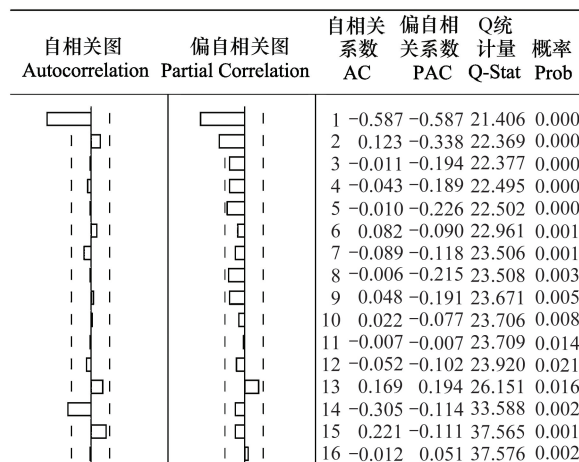 自相关图 偏自相关图 自相关系数 偏自相关系数 Q统计量 概率
Autocorrelation Partial Correlation AC PAC Q-Stat Prob
1 −0.587 −0.587 21.406 0.000
2 0.123 −0.338 22.369 0.000
3 −0.011 −0.194 22.377 0.000
4 −0.043 −0.189 22.495 0.000
5 −0.010 −0.226 22.502 0.000
6 0.082 −0.090 22.961 0.001
7 −0.089 −0.118 23.506 0.001
8 −0.006 −0.215 23.508 0.003
9 0.048 −0.191 23.671 0.005
10 0.022 −0.077 23.706 0.008
11 −0.007 −0.007 23.709 0.014
12 −0.052 −0.102 23.920 0.021
13 0.169 0.194 26.151 0.016
14 −0.305 −0.114 33.588 0.002
15 0.221 −0.111 37.565 0.001
16 −0.012 0.051 37.576 0.002